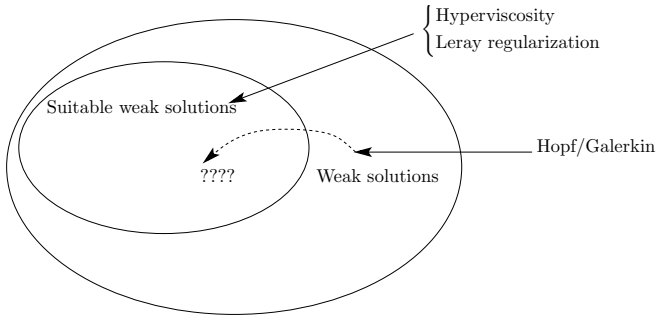 Hyperviscosity
Leray regularization
Suitable weak solutions
Hopf/Galerkin
????
Weak solutions